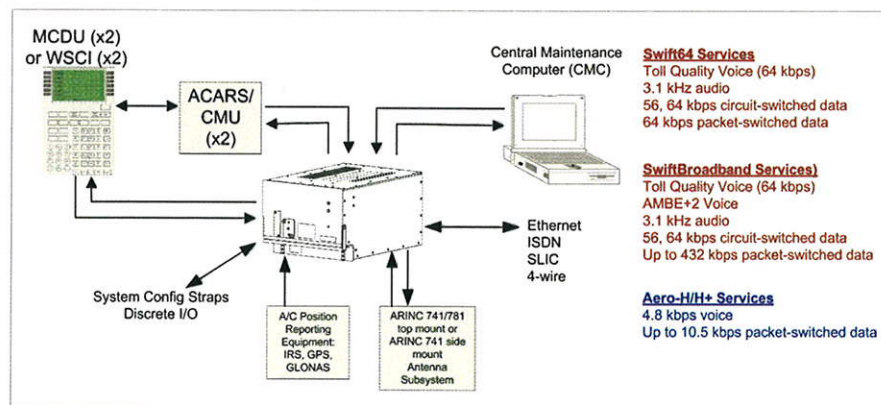 MCDU (x2)
or WSCI (x2)
ACARS/
CMU
(x2)
Central Maintenance
Computer (CMC)
Ethernet
ISDN
SLIC
4-wire
System Config Straps
Discrete I/O
A/C Position
Reporting
Equipment:
IRS, GPS,
GLONAS
ARINC 741/781
top mount or
ARINC 741 side
mount
Antenna
Subsystem
Swift64 Services
Toll Quality Voice (64 kbps)
3.1 kHz audio
56, 64 kbps circuit-switched data
64 kbps packet-switched data
SwiftBroadband Services)
Toll Quality Voice (64 kbps)
AMBE+2 Voice
3.1 kHz audio
56, 64 kbps circuit-switched data
Up to 432 kbps packet-switched data
Aero-H/H+ Services
4.8 kbps voice
Up to 10.5 kbps packet-switched data